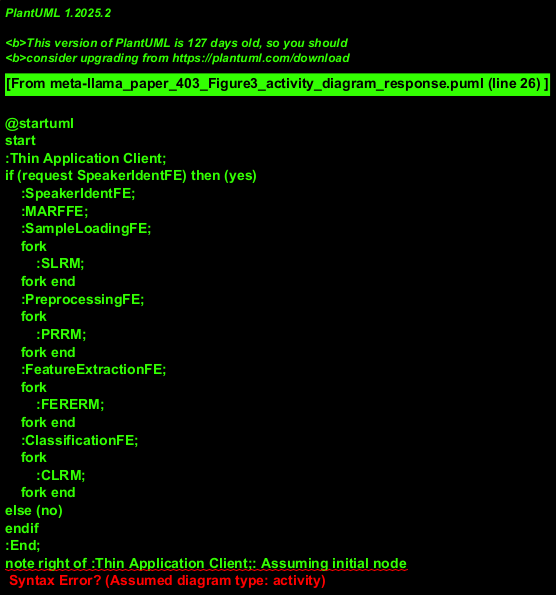 PlantUML 1.2025.2
<b>This version of PlantUML is 127 days old, so you should
<b>consider upgrading from https://plantuml.com/download
[From meta-llama_paper_403_Figure3_activity_diagram_response.puml (line 26) ]
@startuml
start
:Thin Application Client;
if (request SpeakerIdentFE) then (yes)
:SpeakerIdentFE;
:MARFFE;
:SampleLoadingFE;
fork
:SLRM;
fork end
:PreprocessingFE;
fork
:PRRM;
fork end
:FeatureExtractionFE;
fork
:FERERM;
fork end
:ClassificationFE;
fork
:CLRM;
fork end
else (no)
endif
:End;
note right of :Thin Application Client;: Assuming initial node
Syntax Error? (Assumed diagram type: activity)